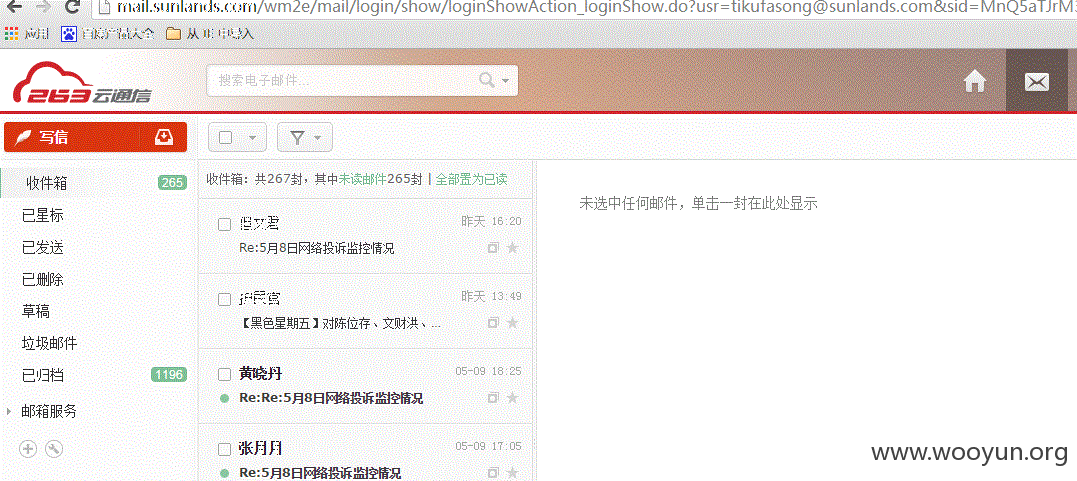 mail.sunlands.com/wm2e/mail/login/show/loginShowAction_loginShow.do?usr=tikufasong@sunlands.com&sid=MnQ5aTJrM
应用 百度产品大全 从 IE 中导入
263云通信
搜索电子邮件...
写信
收件箱 265
已星标
已发送
已删除
草稿
垃圾邮件
已归档 1196
邮箱服务
收件箱：共267封，其中未读邮件265封 | 全部置为已读
昨天 16:20
Re:5月8日网络投诉监控情况
昨天 13:49
【黑色星期五】对陈位存、文财洪、...
黄晓丹 05-09 18:25
Re:Re:5月8日网络投诉监控情况
张月月 05-09 17:05
Re:5月8日网络投诉监控情况
未选中任何邮件，单击一封在此处显示
www.wooyun.org